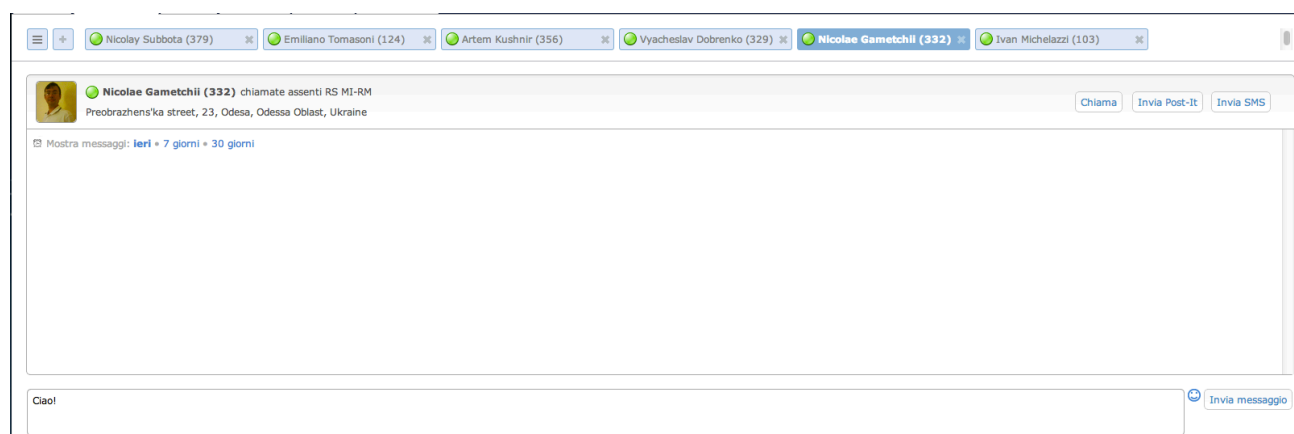 Nicolay Subbota (379) Emiliano Tomasoni (124) Artem Kushnir (356) Vyacheslav Dobrenko (329) Nicolae Gametchii (332) Ivan Michelazzi (103)
Nicolae Gametchii (332) chiamate assenti RS MI-RM
Preobrazhens'ka street, 23, Odesa, Odessa Oblast, Ukraine
Chiama Invia Post-It Invia SMS
Mostra messaggi: ieri • 7 giorni • 30 giorni
Ciao!
Invia messaggio